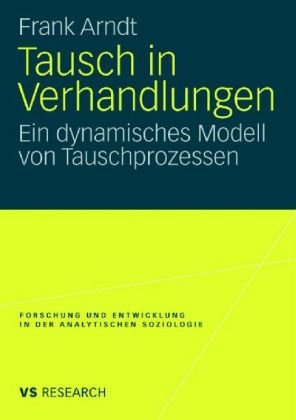 Frank Arndt
Tausch in
Verhandlungen
Ein dynamisches Modell
von Tauschprozessen
FORSCHUNG UND ENTWICKLUNG
IN DER ANALYTISCHEN SOZIOLOGIE
VS RESEARCH